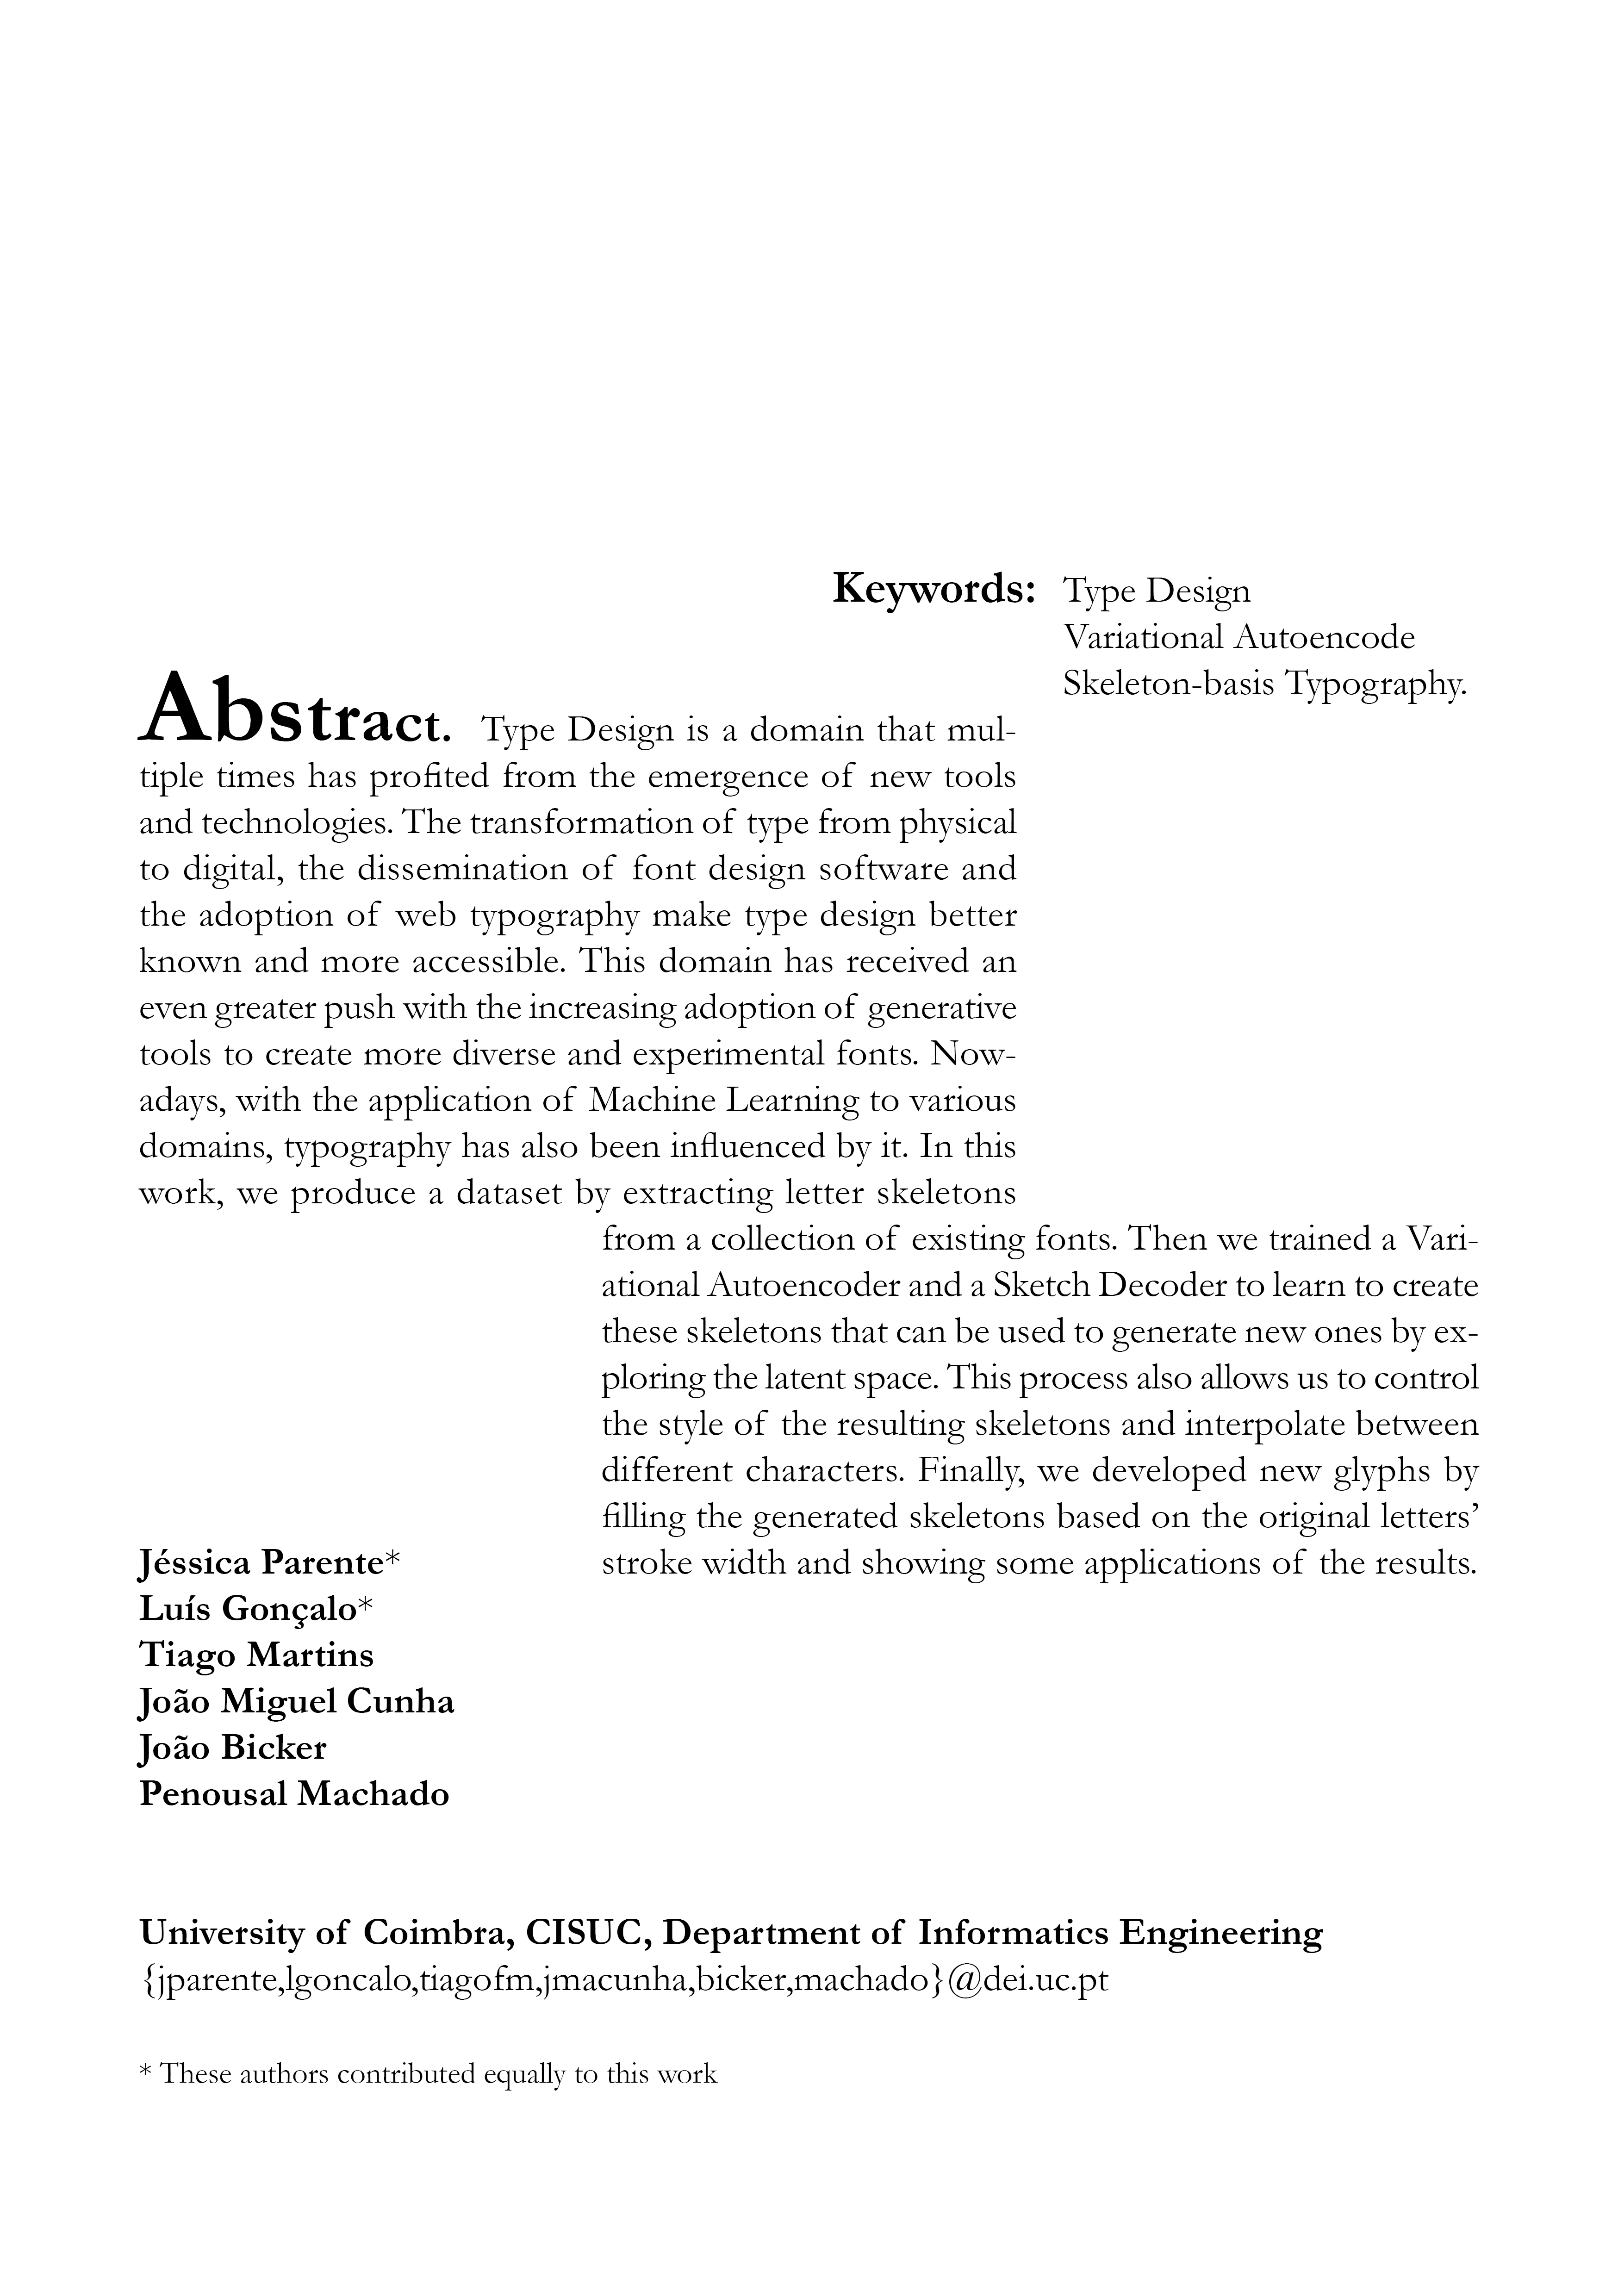 Keywords: Type Design
Variational Autoencode
Skeleton-basis Typography.
Abstract. Type Design is a domain that mul-
tiple times has profited from the emergence of new tools
and technologies. The transformation of type from physical
to digital, the dissemination of font design software and
the adoption of web typography make type design better
known and more accessible. This domain has received an
even greater push with the increasing adoption of generative
tools to create more diverse and experimental fonts. Now-
adays, with the application of Machine Learning to various
domains, typography has also been influenced by it. In this
work, we produce a dataset by extracting letter skeletons
from a collection of existing fonts. Then we trained a Vari-
ational Autoencoder and a Sketch Decoder to learn to create
these skeletons that can be used to generate new ones by ex-
ploring the latent space. This process also allows us to control
the style of the resulting skeletons and interpolate between
different characters. Finally, we developed new glyphs by
filling the generated skeletons based on the original letters’
stroke width and showing some applications of the results.
Jéssica Parente*
Luís Gonçalo*
Tiago Martins
João Miguel Cunha
João Bicker
Penousal Machado
University of Coimbra, CISUC, Department of Informatics Engineering
{jparente,lgoncalo,tiagofm,jmacunha,bicker,machado}@dei.uc.pt
* These authors contributed equally to this work